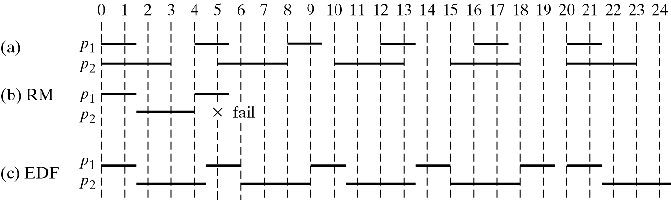 0 1 2 3 4 5 6 7 8 9 10 11 12 13 14 15 16 17 18 19 20 21 22 23 24
(a) p1
p2
(b) RM p1
p2 × fail
(c) EDF p1
p2